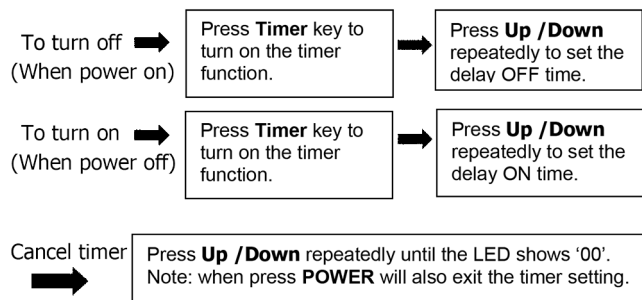 To turn off
(When power on)
Press Timer key to
turn on the timer
function.
Press Up /Down
repeatedly to set the
delay OFF time.
To turn on
(When power off)
Press Timer key to
turn on the timer
function.
Press Up /Down
repeatedly to set the
delay ON time.
Cancel timer
Press Up /Down repeatedly until the LED shows ‘00’.
Note: when press POWER will also exit the timer setting.